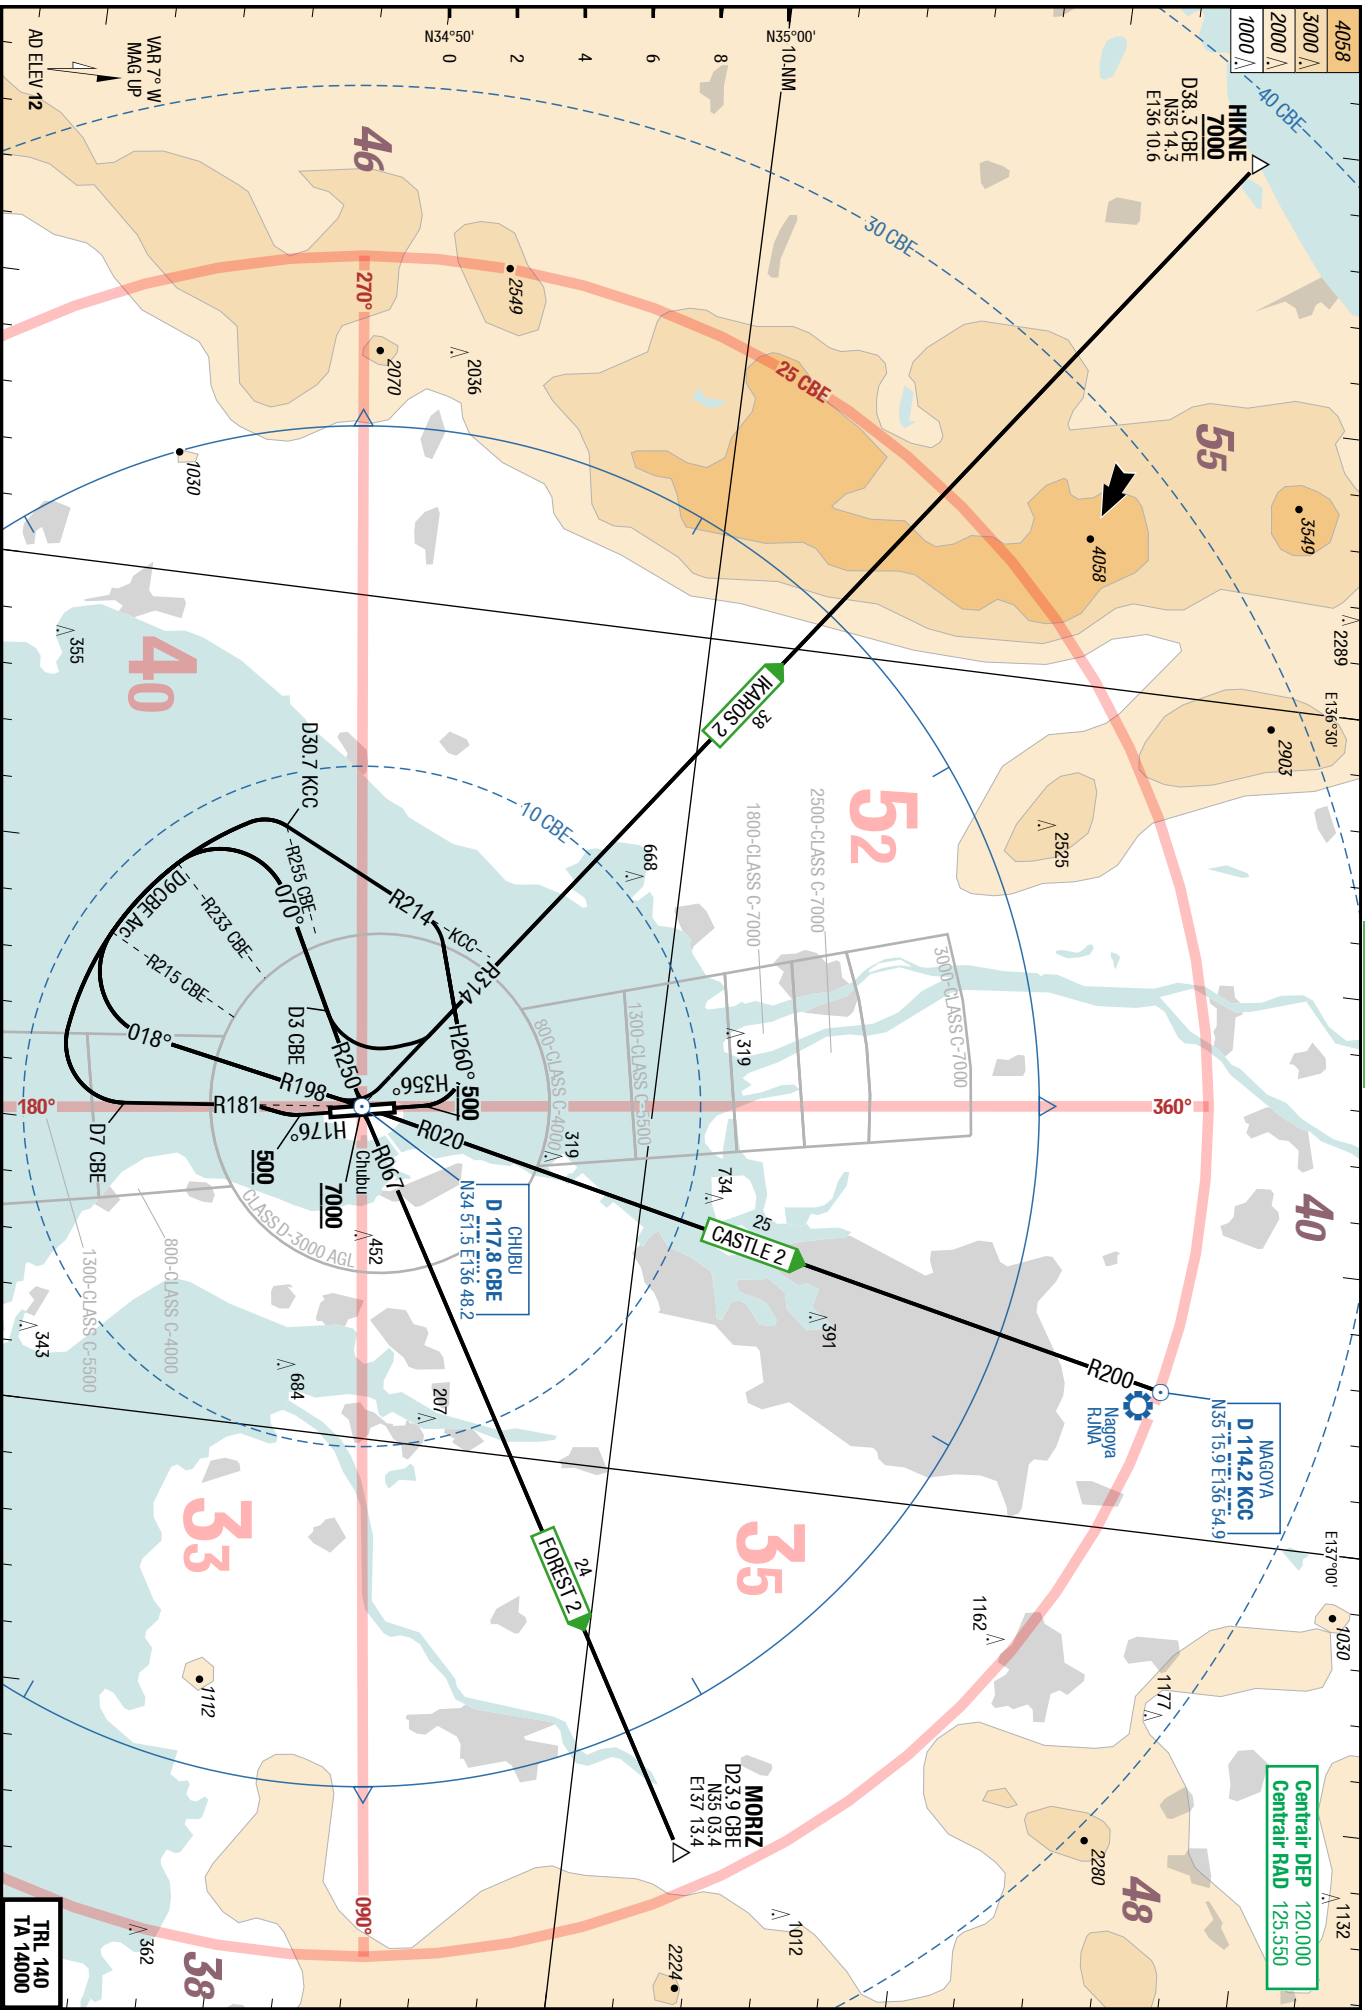 4058
3000
2000
1000
40 CBE
HIKNE
7000
D38.3 CBE
N35 14.3
E136 10.6
N35°00'
10-NM
8
6
4
2
0
N34°50'
VAR 7° W
MAG UP
AD ELEV 12
46
30 CBE
270°
2549
2070
2036
25 CBE
55
3549
4058
2289
1030
355
40
E136°30'
2903
2525
IKAROS 2
38
52
2500-CLASS C-7000
1800-CLASS C-7000
3000-CLASS C-7000
1300-CLASS C-5500
800-CLASS C-4000
10 CBE
668
D30.7 KCC
R255 CBE
070°
D9CBE Arc
R233 CBE
R215 CBE
R214
KCC
R314
D3 CBE
018°
R198
R250
H260°
H356°
500
319
180°
R181
H176°
500
D7 CBE
7000
Chubu
R067
R020
360°
319
734
CHUBU
D 117.8 CBE
N34 51.5 E136 48.2
CLASS D-3000 AGL
452
800-CLASS C-4000
1300-CLASS C-5500
343
684
207
25
CASTLE 2
391
40
R200
Nagoya
RJNA
NAGOYA
D 114.2 KCC
N35 15.9 E136 54.9
33
35
24
FOREST 2
E137°00'
1030
1162
1177
1112
MORIZ
D23.9 CBE
N35 03.4
E137 13.4
Centrair DEP 120.000
Centrair RAD 125.550
2280
48
1132
1012
2224
090°
362
38
TRL 140
TA 14000